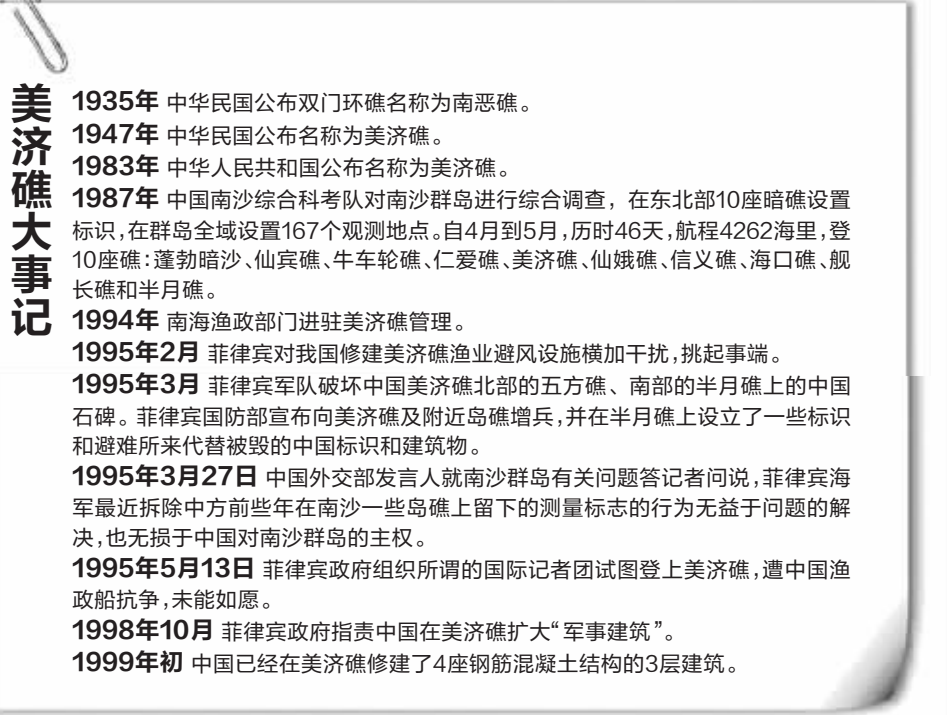 美济礁大事记
1935年 中华民国公布双门环礁名称为南恶礁。
1947年 中华民国公布名称为美济礁。
1983年 中华人民共和国公布名称为美济礁。
1987年 中国南沙综合科考队对南沙群岛进行综合调查，在东北部10座暗礁设置
标识，在群岛全域设置167个观测地点。自4月到5月，历时46天，航程4262海里，登
10座礁：蓬勃暗沙、仙宾礁、牛车轮礁、仁爱礁、美济礁、仙娥礁、信义礁、海口礁、舰
长礁和半月礁。
1994年 南海渔政部门进驻美济礁管理。
1995年2月 菲律宾对我国修建美济礁渔业避风设施横加干扰，挑起事端。
1995年3月 菲律宾军队破坏中国美济礁北部的五方礁、南部的半月礁上的中国
石碑。菲律宾国防部宣布向美济礁及附近岛礁增兵，并在半月礁上设立了一些标识
和避难所来代替被毁的中国标识和建筑物。
1995年3月27日 中国外交部发言人就南沙群岛有关问题答记者问说，菲律宾海
军最近拆除中方前些年在南沙一些岛礁上留下的测量标志的行为无益于问题的解
决，也无损于中国对南沙群岛的主权。
1995年5月13日 菲律宾政府组织所谓的国际记者团试图登上美济礁，遭中国渔
政船抗争，未能如愿。
1998年10月 菲律宾政府指责中国在美济礁扩大“军事建筑”。
1999年初 中国已经在美济礁修建了4座钢筋混凝土结构的3层建筑。